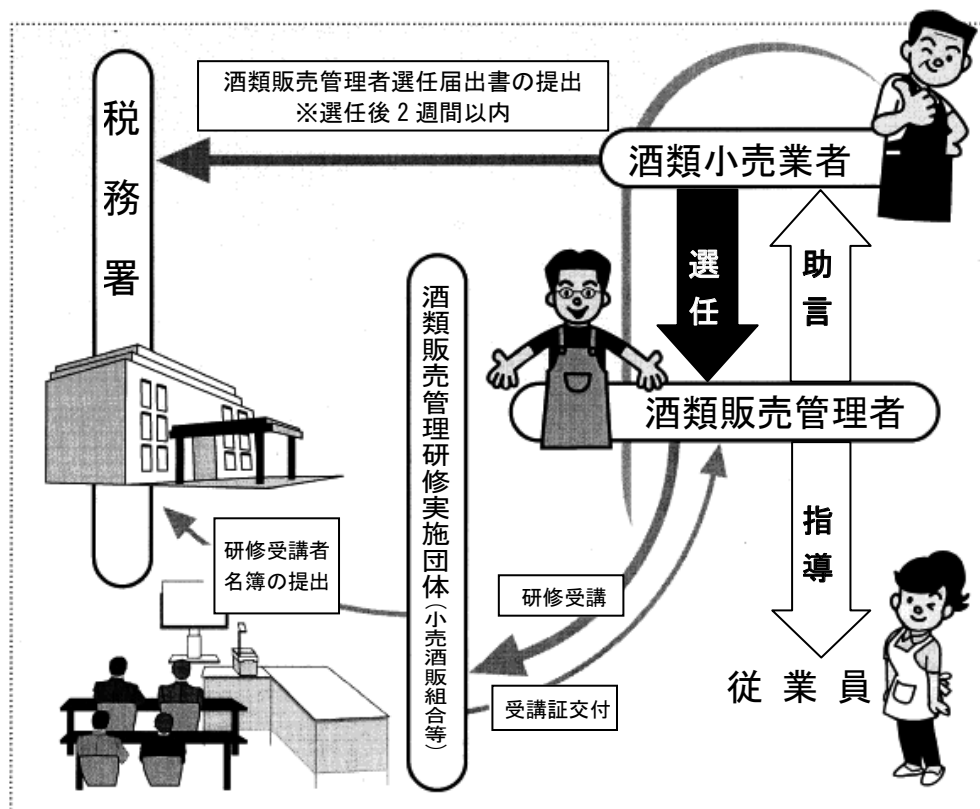 酒類販売管理者選任届出書の提出
※選任後2週間以内
税務署
酒類小売業者
選任
助言
酒類販売管理者
酒類販売管理研修実施団体(小売酒販組合等)
指導
研修受講者
名簿の提出
研修受講
受講証交付
従業員